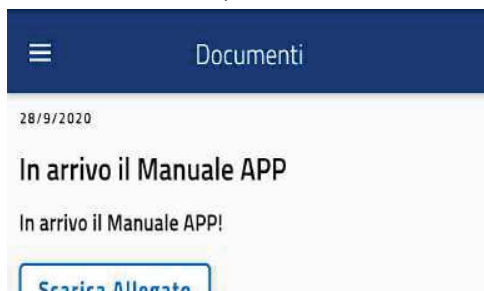 Documenti
28/9/2020
In arrivo il Manuale APP
In arrivo il Manuale APP!
Scarica Allegato